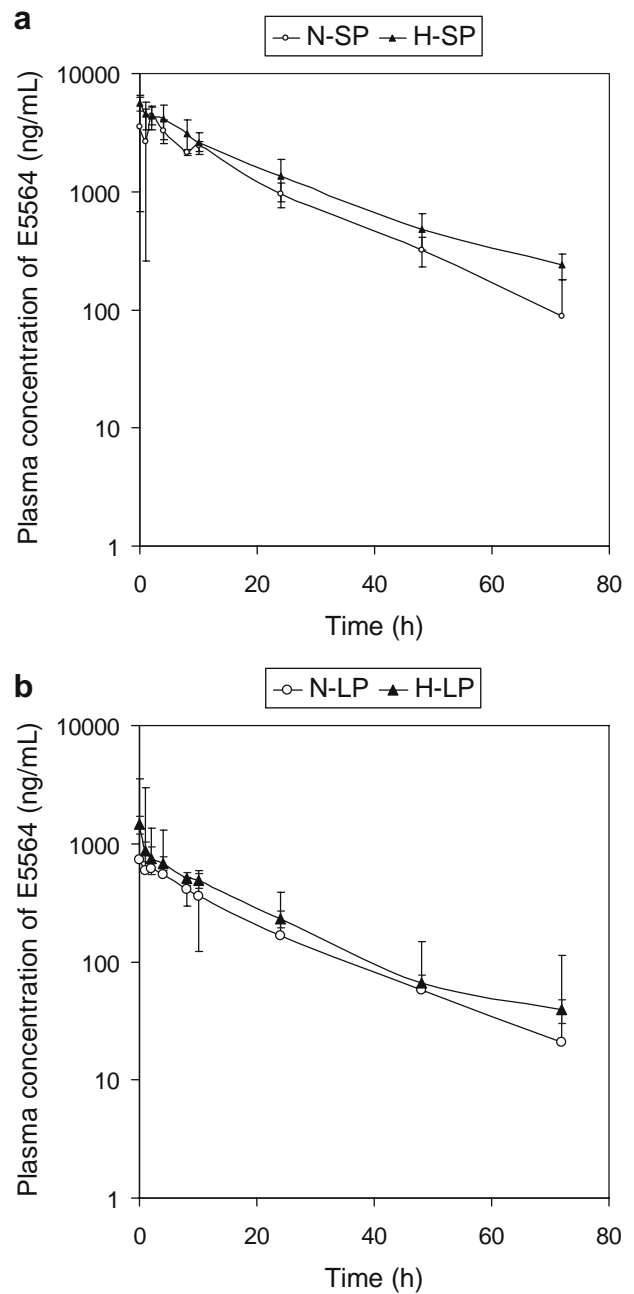 a
N-SP H-SP
Plasma concentration of E5564 (ng/mL)
10000
1000
100
10
1
0 20 40 60 80
Time (h)
b
N-LP H-LP
Plasma concentration of E5564 (ng/mL)
10000
1000
100
10
1
0 20 40 60 80
Time (h)